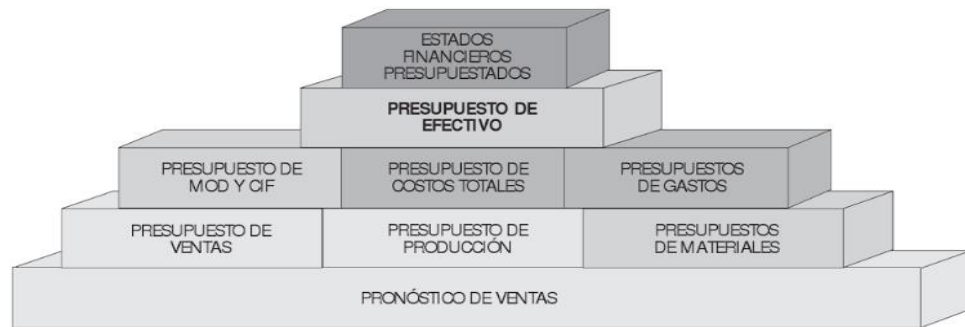 ESTADOS
FINANCIEROS
PRESUPUESTADOS
PRESUPUESTO DE
EFECTIVO
PRESUPUESTO DE
MOD Y CIF
PRESUPUESTO DE
COSTOS TOTALES
PRESUPUESTOS
DE GASTOS
PRESUPUESTO DE
VENTAS
PRESUPUESTO DE
PRODUCCIÓN
PRESUPUESTOS
DE MATERIALES
PRONÓSTICO DE VENTAS